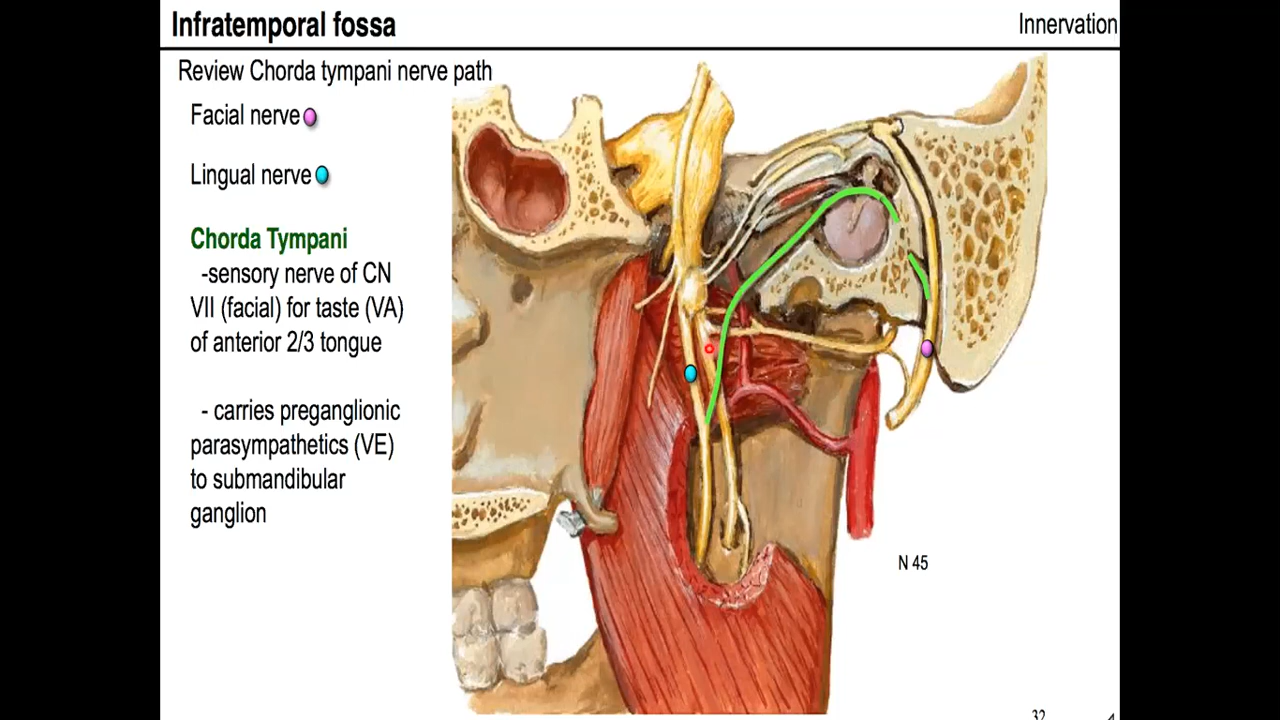 Infratemporal fossa
Innervation
Review Chorda tympani nerve path
Facial nerve
Lingual nerve
Chorda Tympani
-sensory nerve of CN
VII (facial) for taste (VA)
of anterior 2/3 tongue
- carries preganglionic
parasympathetics (VE)
to submandibular
ganglion
N 45
32